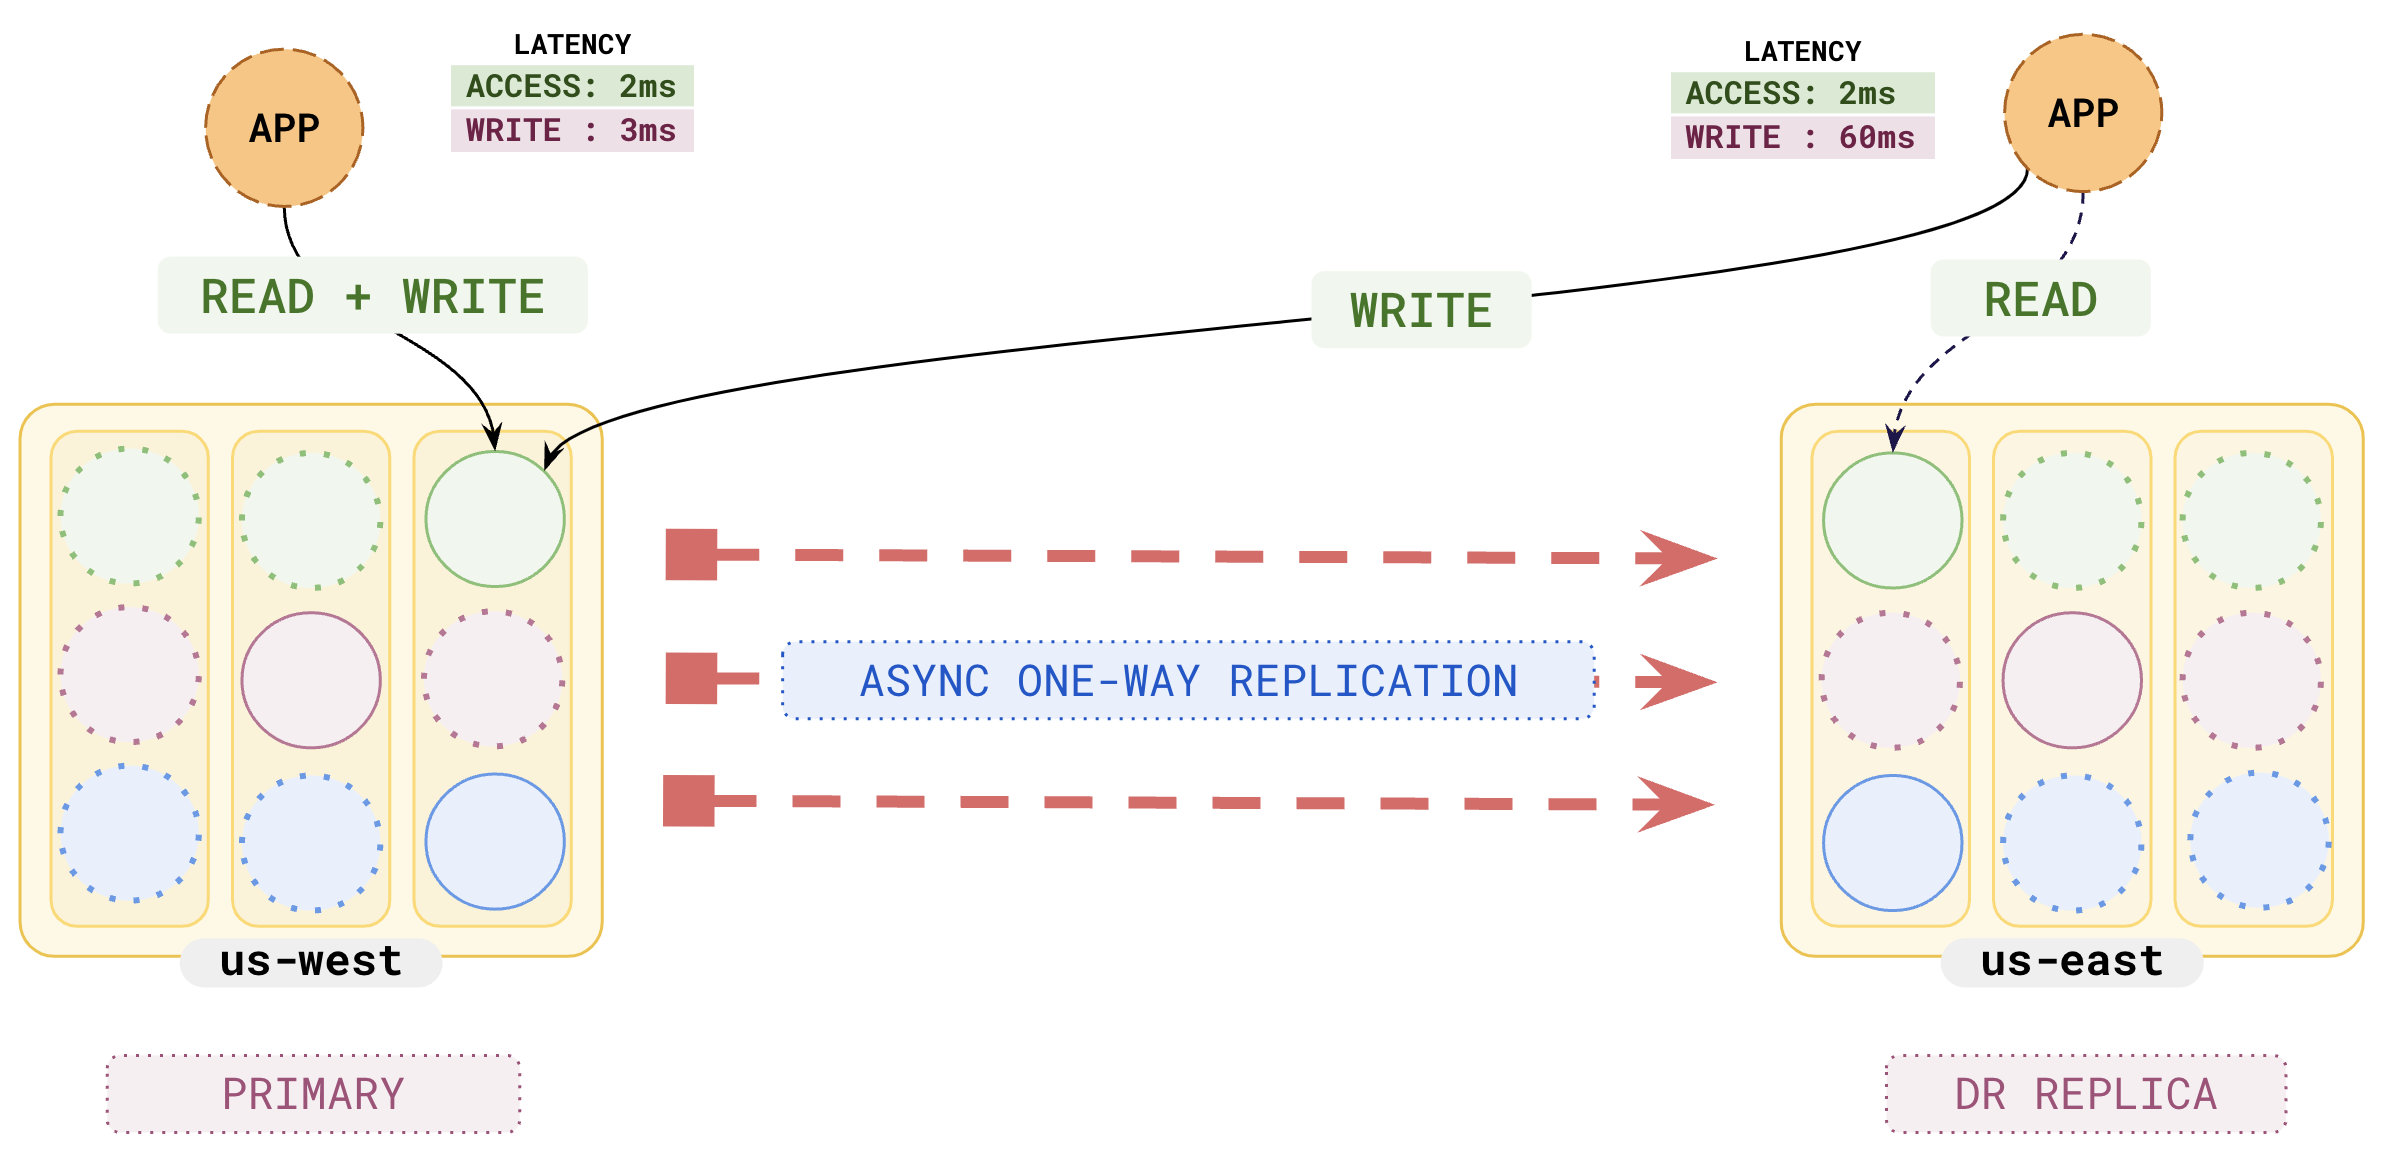 LATENCY
ACCESS: 2ms
WRITE : 3ms
APP
LATENCY
ACCESS: 2ms
WRITE : 60ms
APP
READ + WRITE
WRITE
READ
ASYNC ONE-WAY REPLICATION
us-west
us-east
PRIMARY
DR REPLICA